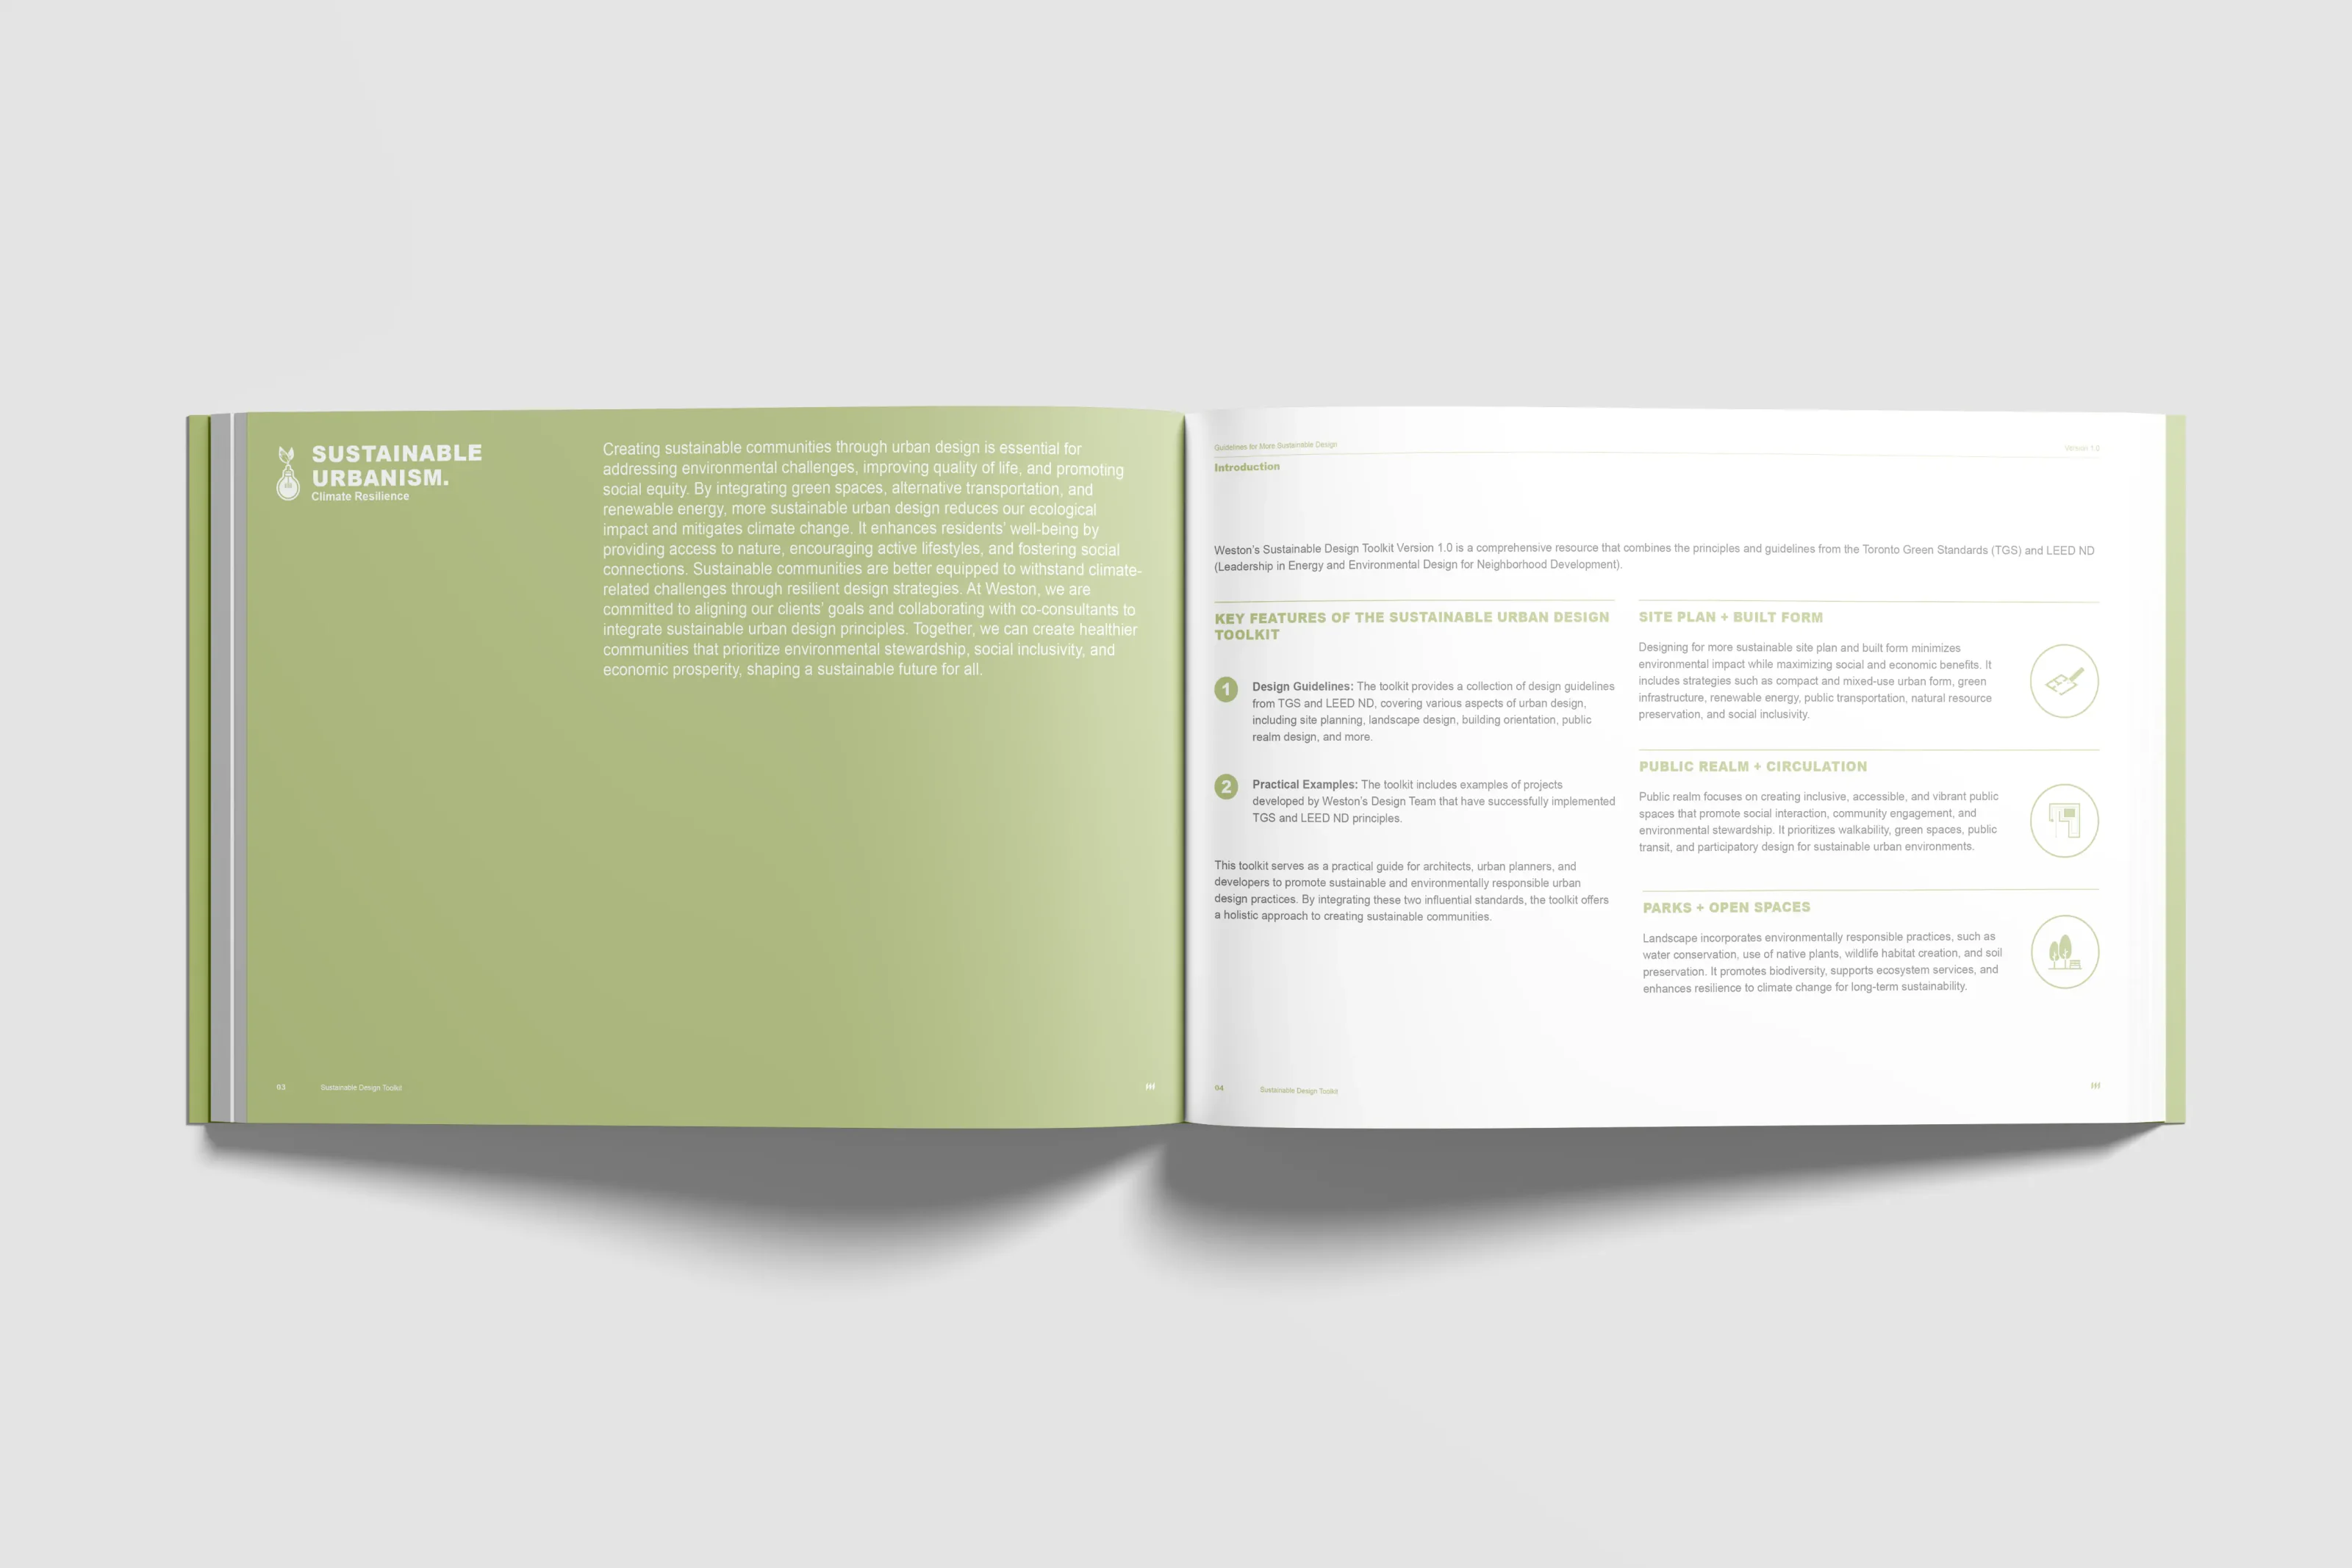 SUSTAINABLE
URBANISM.
Climate Resilience
Creating sustainable communities through urban design is essential for
addressing environmental challenges, improving quality of life, and promoting
social equity. By integrating green spaces, alternative transportation, and
renewable energy, more sustainable urban design reduces our ecological
impact and mitigates climate change. It enhances residents' well-being by
providing access to nature, encouraging active lifestyles, and fostering social
connections. Sustainable communities are better equipped to withstand climate-
related challenges through resilient design strategies. At Weston, we are
committed to aligning our clients' goals and collaborating with co-consultants to
integrate sustainable urban design principles. Together, we can create healthier
communities that prioritize environmental stewardship, social inclusivity, and
economic prosperity, shaping a sustainable future for all.
03 Sustainable Design Toolkit
Guidelines for More Sustainable Design Version 1.0
Introduction
Weston's Sustainable Design Toolkit Version 1.0 is a comprehensive resource that combines the principles and guidelines from the Toronto Green Standards (TGS) and LEED ND
(Leadership in Energy and Environmental Design for Neighborhood Development).
KEY FEATURES OF THE SUSTAINABLE URBAN DESIGN
TOOLKIT
1 Design Guidelines: The toolkit provides a collection of design guidelines
from TGS and LEED ND, covering various aspects of urban design,
including site planning, landscape design, building orientation, public
realm design, and more.
2 Practical Examples: The toolkit includes examples of projects
developed by Weston's Design Team that have successfully implemented
TGS and LEED ND principles.
This toolkit serves as a practical guide for architects, urban planners, and
developers to promote sustainable and environmentally responsible urban
design practices. By integrating these two influential standards, the toolkit offers
a holistic approach to creating sustainable communities.
SITE PLAN + BUILT FORM
Designing for more sustainable site plan and built form minimizes
environmental impact while maximizing social and economic benefits. It
includes strategies such as compact and mixed-use urban form, green
infrastructure, renewable energy, public transportation, natural resource
preservation, and social inclusivity.
PUBLIC REALM + CIRCULATION
Public realm focuses on creating inclusive, accessible, and vibrant public
spaces that promote social interaction, community engagement, and
environmental stewardship. It prioritizes walkability, green spaces, public
transit, and participatory design for sustainable urban environments.
PARKS + OPEN SPACES
Landscape incorporates environmentally responsible practices, such as
water conservation, use of native plants, wildlife habitat creation, and soil
preservation. It promotes biodiversity, supports ecosystem services, and
enhances resilience to climate change for long-term sustainability.
04 Sustainable Design Toolkit